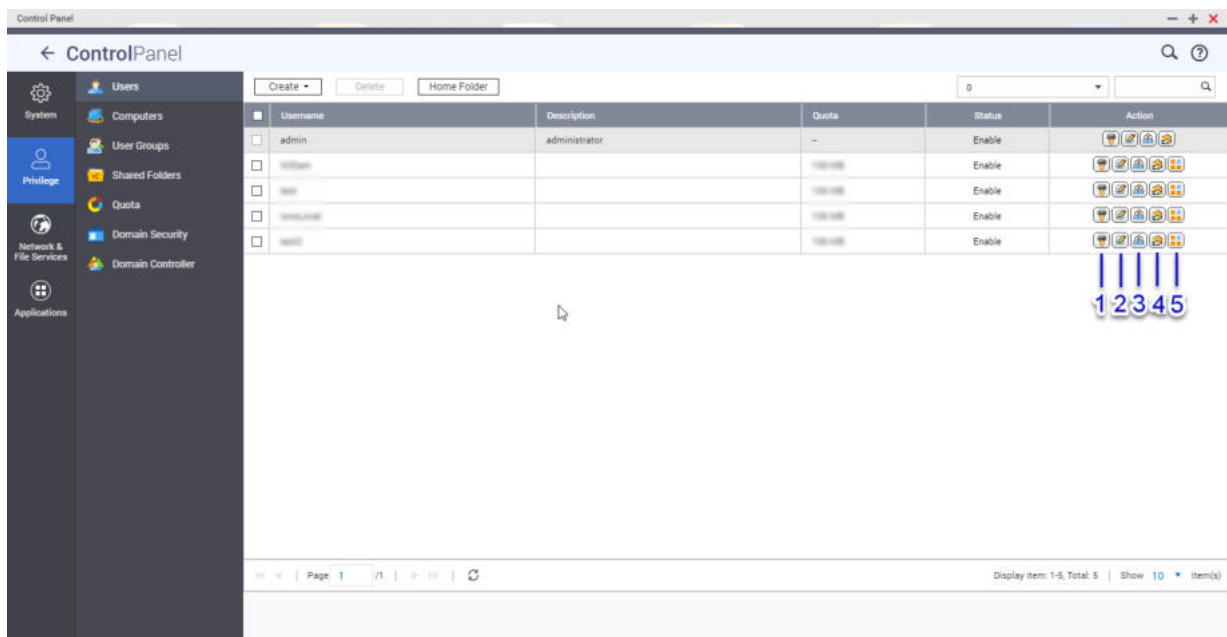 Control Panel
ControlPanel
System
Privilege
Network &
File Services
Applications
Users
Computers
User Groups
Shared Folders
Quota
Domain Security
Domain Controller
Create Delete Home Folder 0
Username Description Quota Status Action
admin administrator – Enable
Enable
Enable
Enable
Enable
1 2 3 4 5
Page 1 /1 Display item: 1-5, Total: 5 | Show 10 Item(s)